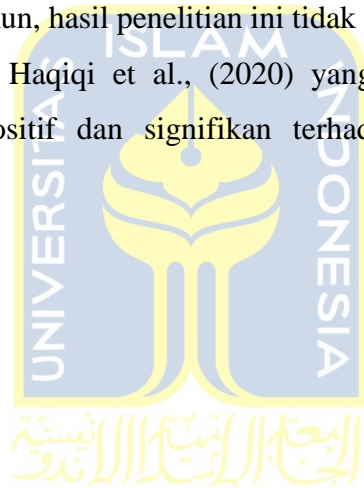 un, hasil penelitian ini tidak
Haqiqi et al., (2020) yang
ositif dan signifikan terhad
ISLAM
UNIVERSITAS
INDONESIA